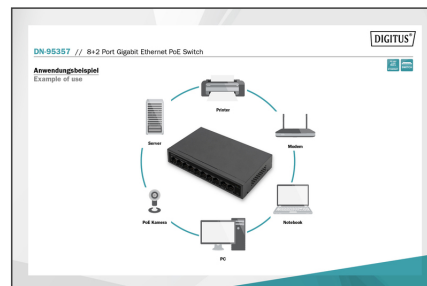 DIGITUS®
DN-95357 // 8+2 Port Gigabit Ethernet PoE Switch
Anwendungsbeispiel
Example of use
Printer
Server
Modem
PoE Kamera
Notebook
PC